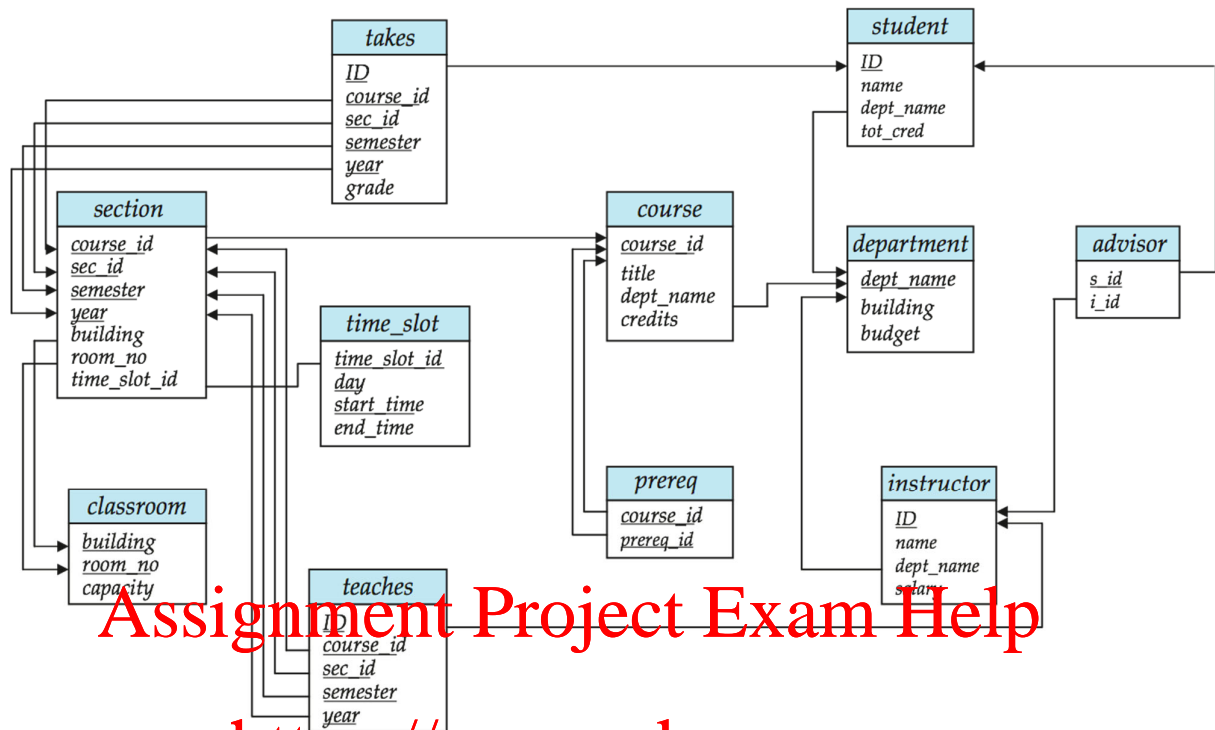 takes
ID
course_id
sec_id
semester
year
grade
student
ID
name
dept_name
tot_cred
section
course_id
sec_id
semester
year
building
room_no
time_slot_id
course
course_id
title
dept_name
credits
department
dept_name
building
budget
advisor
s_id
i_id
time_slot
time_slot_id
day
start_time
end_time
prereq
course_id
prereq_id
instructor
ID
name
dept_name
salary
classroom
building
room_no
capacity
teaches
ID
course_id
sec_id
semester
year
Assignment Project Exam Help